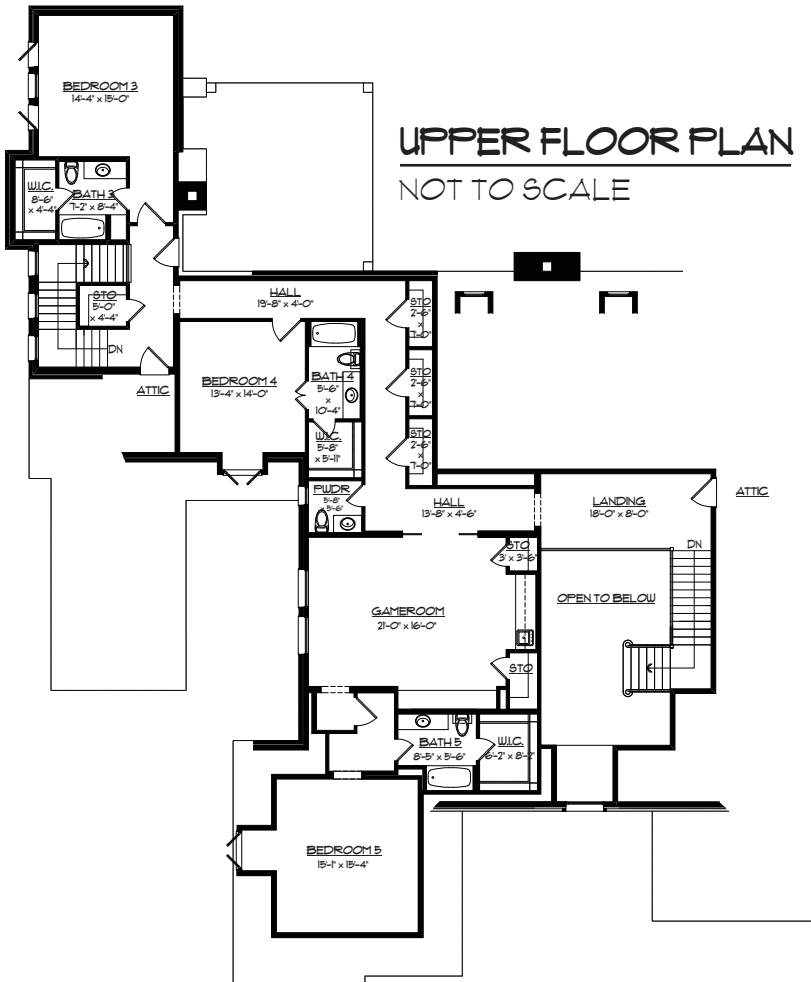 BEDROOM 3
14'-4" x 15'-0"
UPPER FLOOR PLAN
NOT TO SCALE
W.I.C.
8'-6"
x 4'-4"
BATH 3
7'-2" x 8'-4"
STO
5'-0"
x 4'-4"
DN
ATTIC
HALL
19'-8" x 4'-0"
STO
2'-6"
x
7'-0"
BEDROOM 4
13'-4" x 14'-0"
BATH 4
5'-6"
x
10'-4"
STO
2'-6"
x
7'-0"
W.I.C.
5'-8"
x 5'-11"
STO
2'-6"
x
7'-0"
PWDR
5'-8"
x 5'-6"
HALL
13'-8" x 4'-6"
LANDING
18'-0" x 8'-0"
ATTIC
STO
3' x 3'-6"
DN
OPEN TO BELOW
GAMEROOM
21'-0" x 16'-0"
STO
BATH 5
8'-5" x 5'-6"
W.I.C.
6'-2" x 8'-2"
BEDROOM 5
15'-1" x 15'-4"